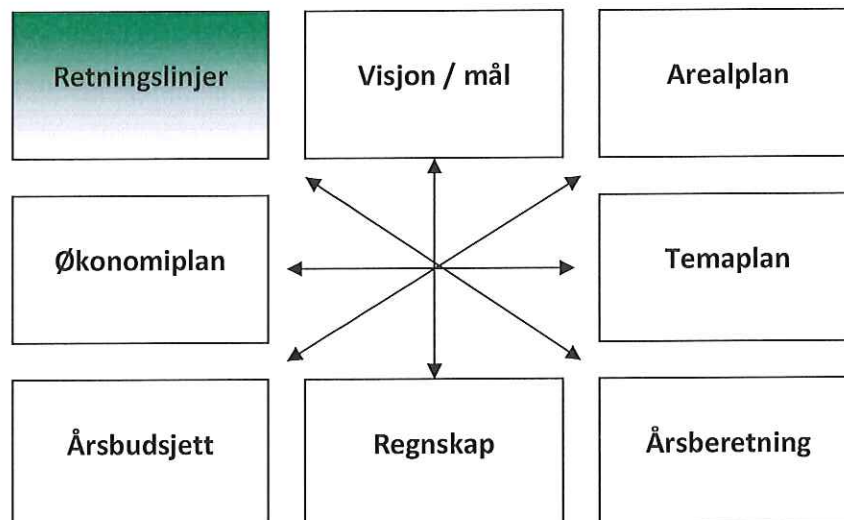 Retningslinjer
Visjon / mål
Arealplan
Økonomiplan
Temaplan
Årsbudsjett
Regnskap
Årsberetning